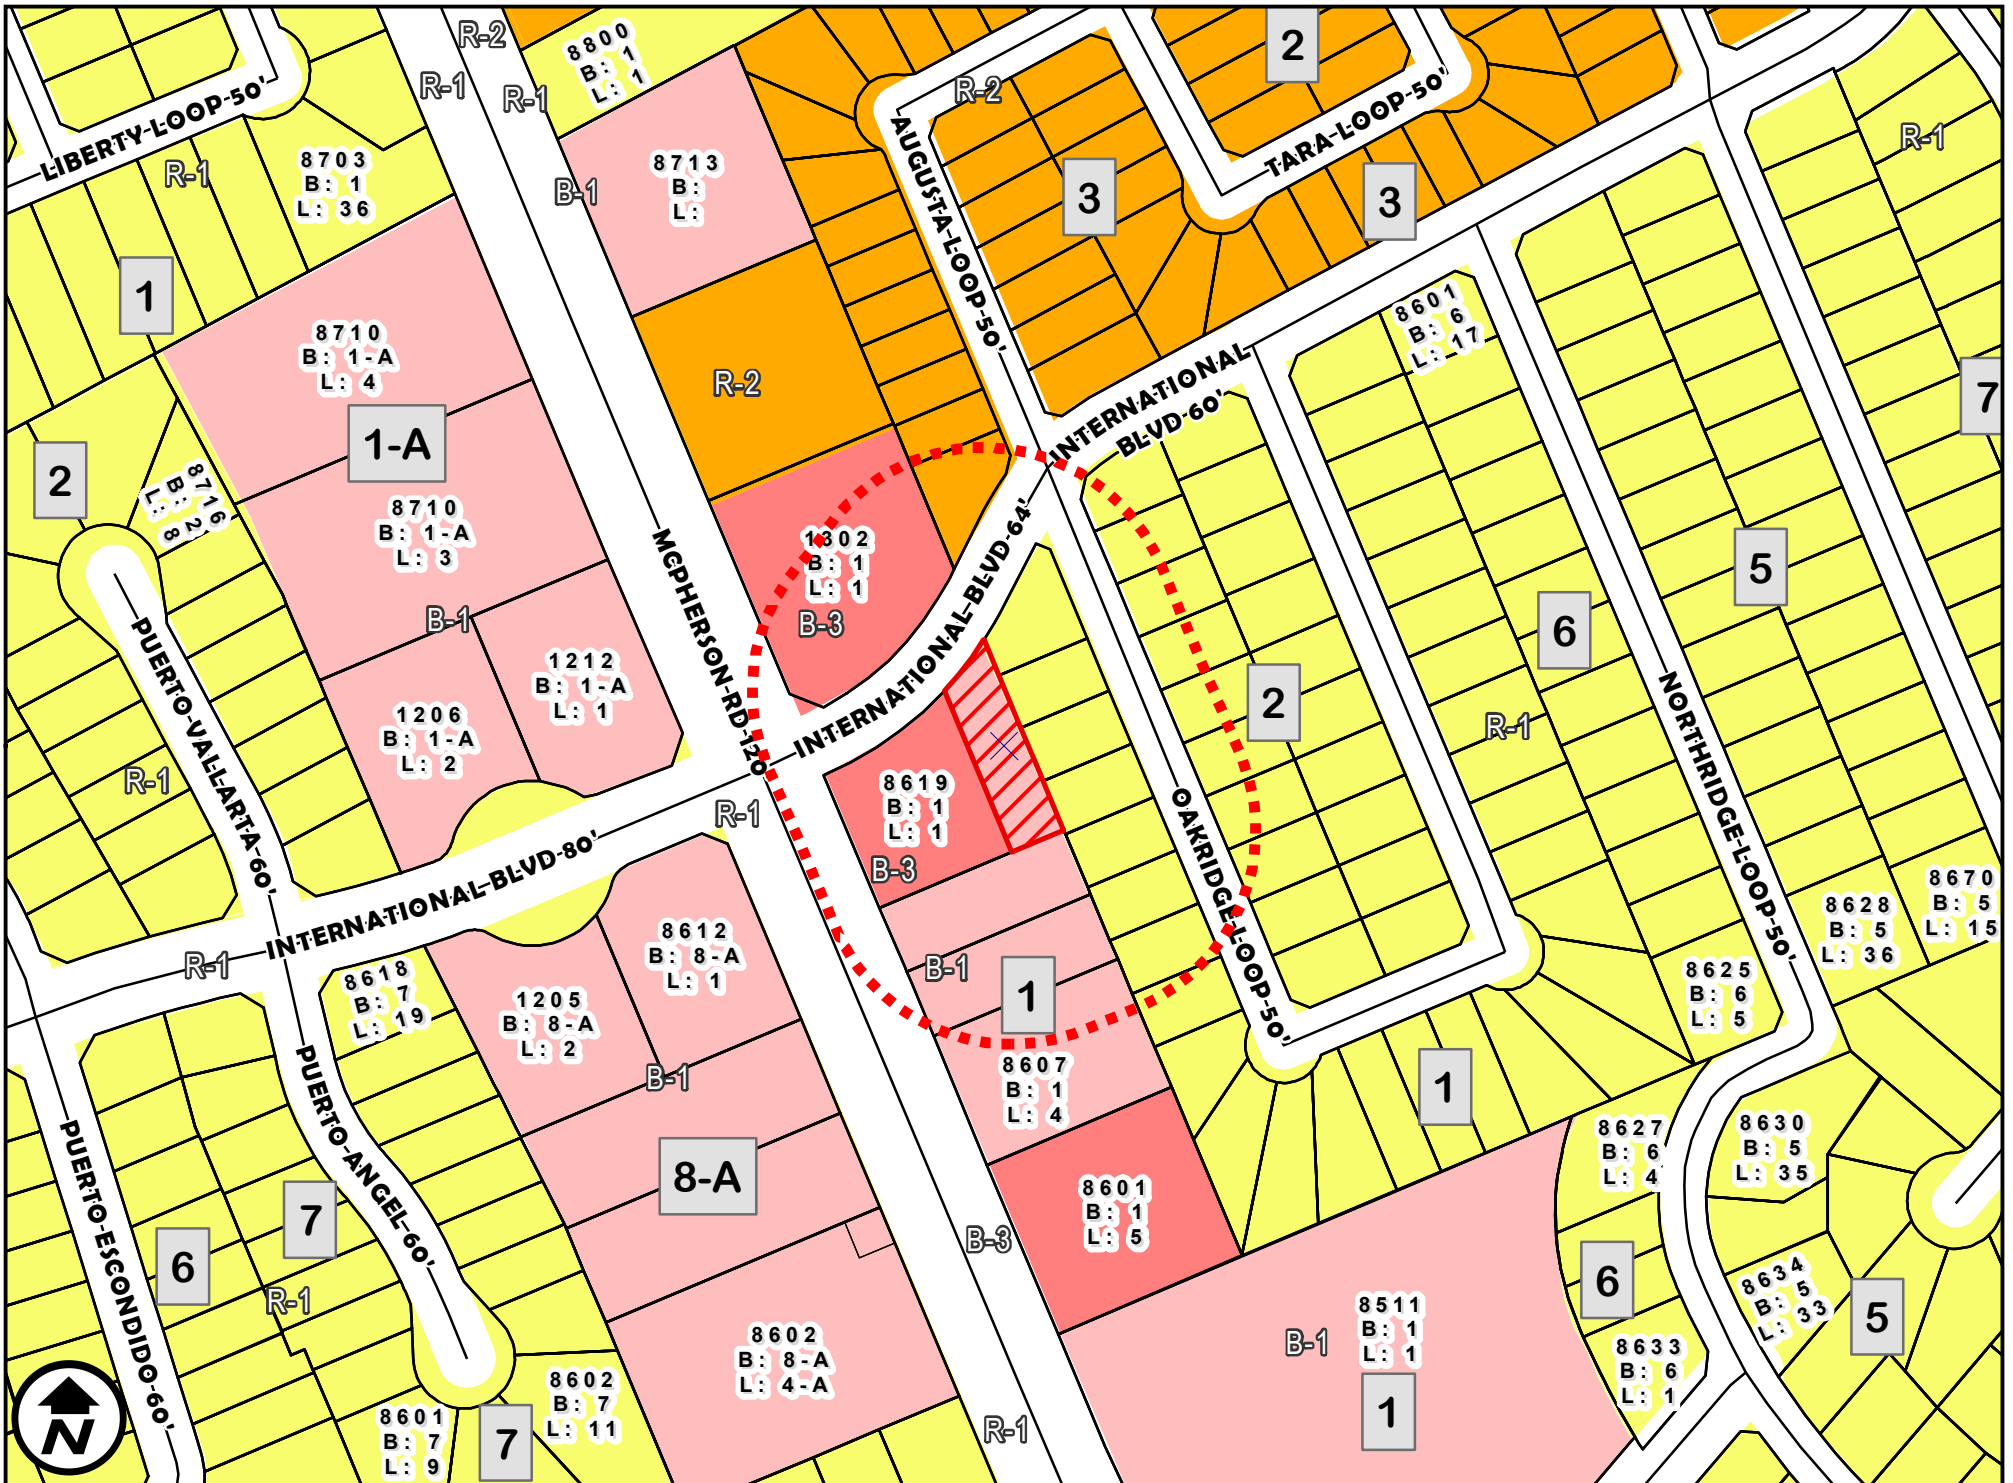 R-2
8800
B: 1
L: 1
2
R-1
R-1
R-2
LIBERTY-LOOP-50'
TARA-LOOP-50'
R-1
8703
B: 1
L: 36
8713
B:
L:
B-1
R-1
3
3
AUGUSTA-LOOP-50'
1
8710
B: 1-A
L: 4
8601
B: 6
L: 17
R-2
INTERNATIONAL
BLVD-60'
7
1-A
2
8716
B: 2
L: 8
8710
B: 1-A
L: 3
1302
B: 1
L: 1
B-3
5
MCPHERSON-RD-120'
INTERNATIONAL-BLVD-64'
B-1
6
PUERTO-VALLARTA-60'
1212
B: 1-A
L: 1
1206
B: 1-A
L: 2
2
R-1
NORTHRIDGE-LOOP-50'
R-1
8619
B: 1
L: 1
B-3
R-1
OAKRIDGE-LOOP-50'
INTERNATIONAL-BLVD-80'
8670
B: 5
L: 15
8628
B: 5
L: 36
8612
B: 8-A
L: 1
R-1
B-1
1
8618
B: 7
L: 19
8625
B: 6
L: 5
1205
B: 8-A
L: 2
B-1
8607
B: 1
L: 4
1
PUERTO-ANGEL-60'
PUERTO-ESCONDIDO-60'
8627
B: 6
L: 4
8630
B: 5
L: 35
8-A
8601
B: 1
L: 5
B-3
7
6
R-1
6
8634
B: 5
L: 33
5
8511
B: 1
L: 1
B-1
8602
B: 8-A
L: 4-A
8633
B: 6
L: 1
8602
B: 7
L: 11
1
N
8601
B: 7
L: 9
7
R-1